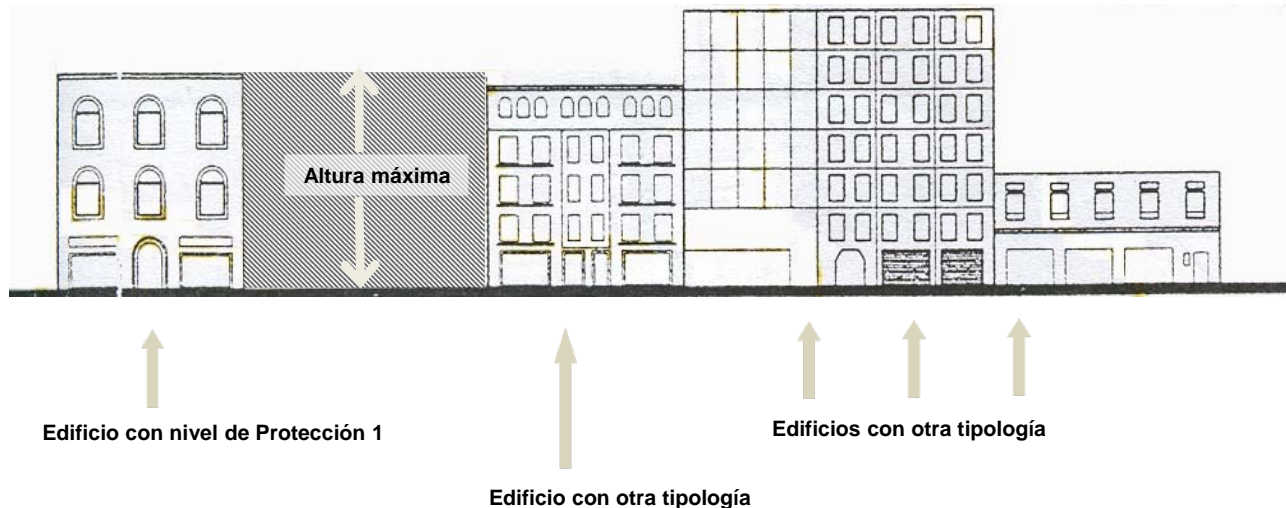 Altura máxima
Edificio con nivel de Protección 1
Edificios con otra tipología
Edificio con otra tipología